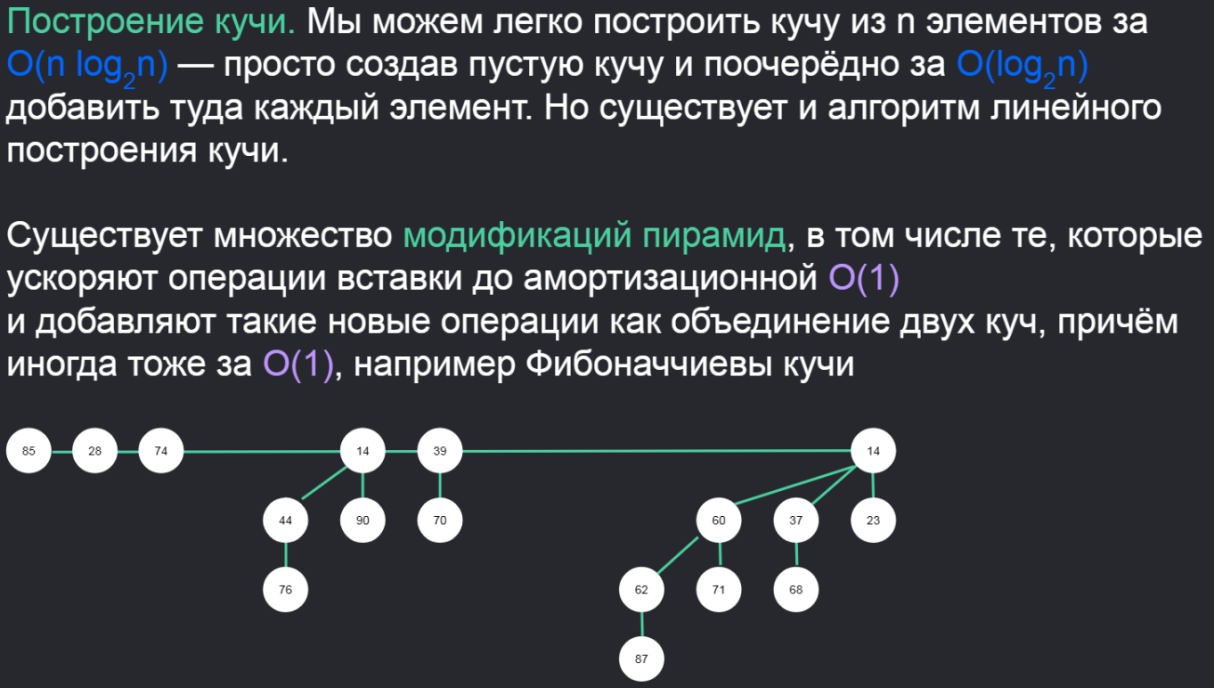 Построение кучи. Мы можем легко построить кучу из n элементов за
O(n log₂n) — просто создав пустую кучу и поочерёдно за O(log₂n)
добавить туда каждый элемент. Но существует и алгоритм линейного
построения кучи.
Существует множество модификаций пирамид, в том числе те, которые
ускоряют операции вставки до амортизационной O(1)
и добавляют такие новые операции как объединение двух куч, причём
иногда тоже за O(1), например Фибоначчиевы кучи
85 28 74 14 39 14
44 90 70 60 37 23
76 62 71 68
87